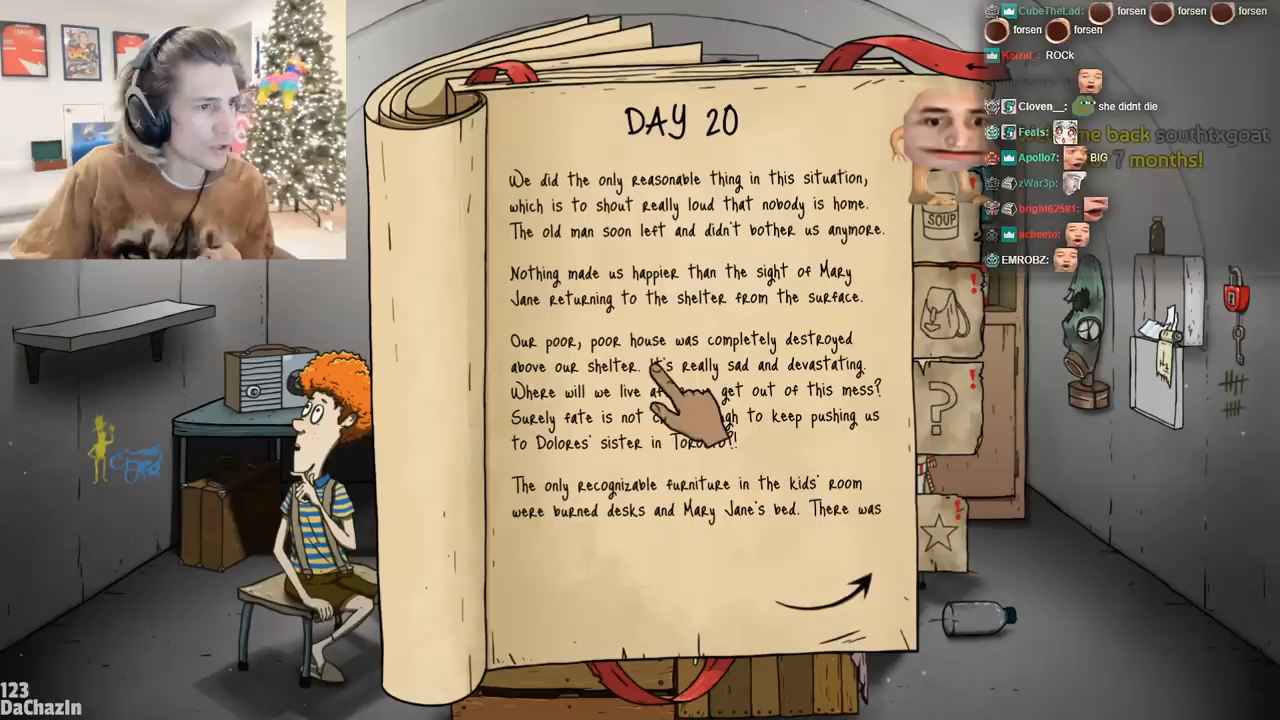 DAY 20
We did the only reasonable thing in this situation,
which is to shout really loud that nobody is home.
The old man soon left and didn't bother us anymore.
Nothing made us happier than the sight of Mary
Jane returning to the shelter from the surface.
Our poor, poor house was completely destroyed
above our shelter. It's really sad and devastating.
Where will we live get out of this mess?
Surely fate is not to keep pushing us
to Dolores' sister in
The only recognizable furniture in the kids' room
were burned desks and Mary Jane's bed. There was
SOUP
CubeTheLad: forsen forsen forsen
forsen forsen
ROCk
Cloven__: she didnt die
Feals:
Apollo7: BIG
zWar3p:
bright62581:
acheeto:
EMROBZ:
me back southtxgoat
7 months!
123
DaChazIn